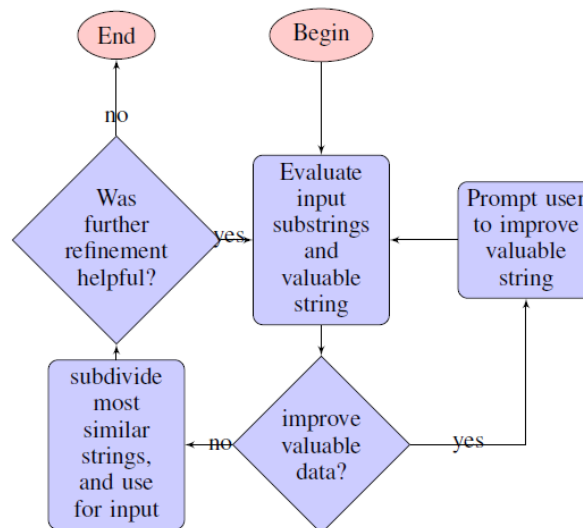 End
Begin
no
Was
further
refinement
helpful?
yes
Evaluate
input
substrings
and
valuable
string
Prompt user
to improve
valuable
string
subdivide
most
similar
strings,
and use
for input
no
improve
valuable
data?
yes